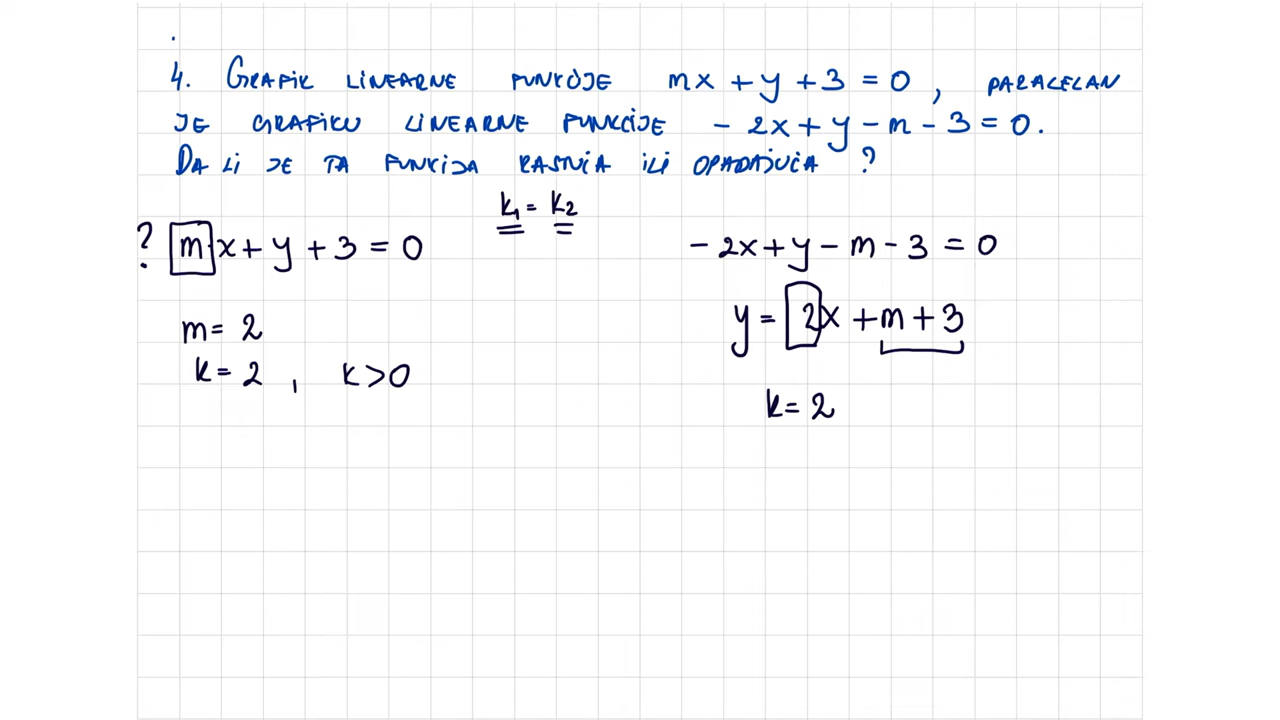 4. GRAFIK LINEARNE FUNKCIJE mx + y + 3 = 0, PARALELAN
JE GRAFIKU LINEARNE FUNKCIJE - 2x + y - m - 3 = 0.
DA LI JE TA FUNKCIJA RASTUĆA ILI OPADAJUĆA ?
k₁ = k₂
? mx + y + 3 = 0
m = 2
k = 2 , k > 0
- 2x + y - m - 3 = 0
y = 2x + m + 3
k = 2